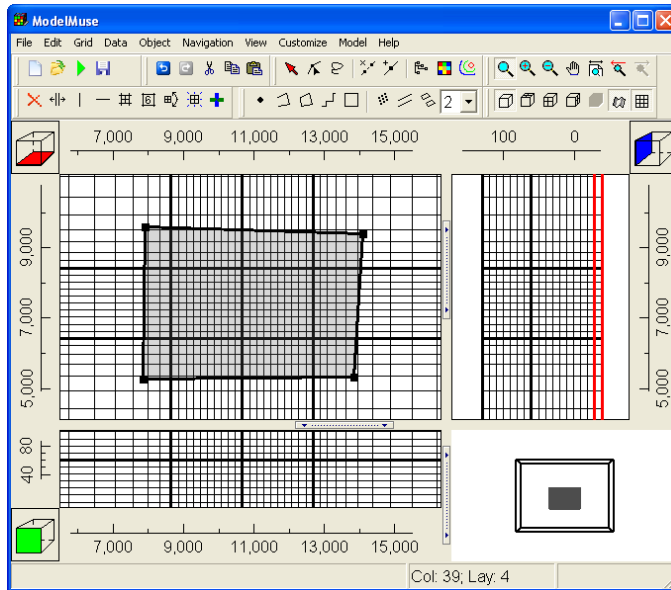 ModelMuse
File Edit Grid Data Object Navigation View Customize Model Help
2
7,000 9,000 11,000 13,000 15,000
100 0
9,000
7,000
5,000
9,000
7,000
5,000
80
40
7,000 9,000 11,000 13,000 15,000
Col: 39; Lay: 4